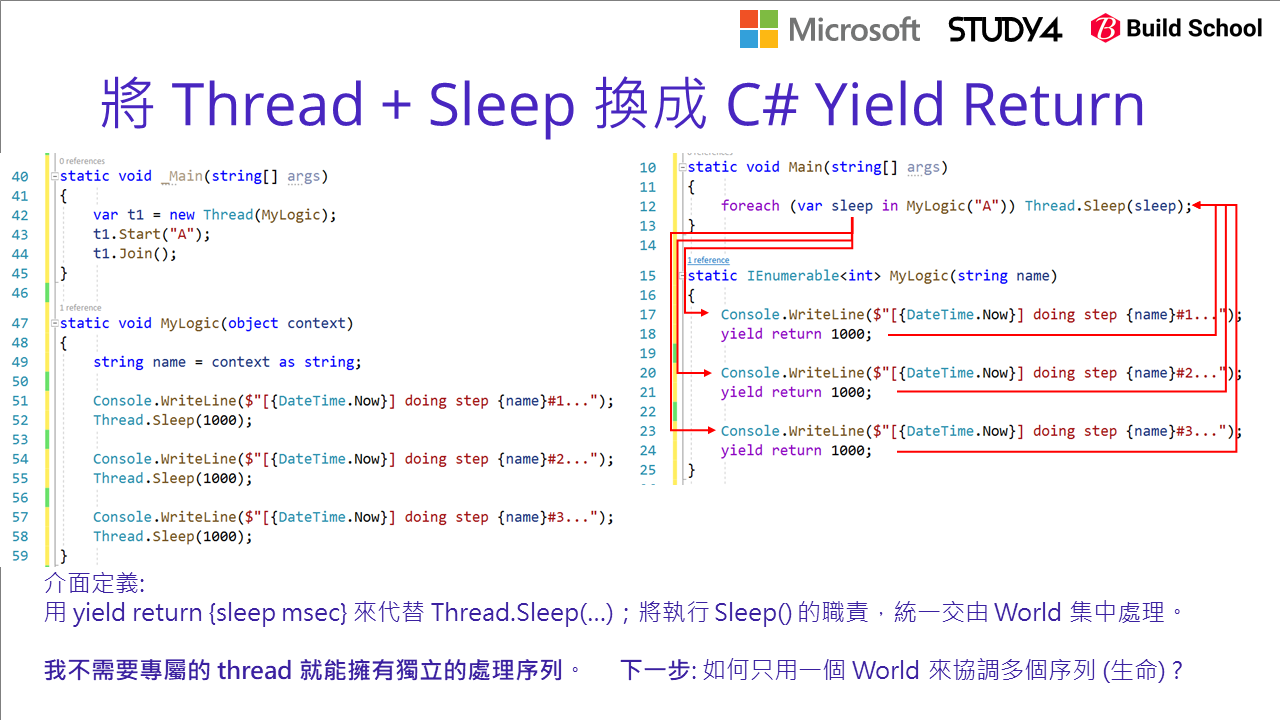 Microsoft STUDY4 Build School
將 Thread + Sleep 換成 C# Yield Return
0 references
40 static void _Main(string[] args)
41 {
42 var t1 = new Thread(MyLogic);
43 t1.Start("A");
44 t1.Join();
45 }
46
1 reference
47 static void MyLogic(object context)
48 {
49 string name = context as string;
50
51 Console.WriteLine($"[{DateTime.Now}] doing step {name}#1...");
52 Thread.Sleep(1000);
53
54 Console.WriteLine($"[{DateTime.Now}] doing step {name}#2...");
55 Thread.Sleep(1000);
56
57 Console.WriteLine($"[{DateTime.Now}] doing step {name}#3...");
58 Thread.Sleep(1000);
59 }
10 static void Main(string[] args)
11 {
12 foreach (var sleep in MyLogic("A")) Thread.Sleep(sleep);
13 }
14
1 reference
15 static IEnumerable<int> MyLogic(string name)
16 {
17 Console.WriteLine($"[{DateTime.Now}] doing step {name}#1...");
18 yield return 1000;
19
20 Console.WriteLine($"[{DateTime.Now}] doing step {name}#2...");
21 yield return 1000;
22
23 Console.WriteLine($"[{DateTime.Now}] doing step {name}#3...");
24 yield return 1000;
25 }
介面定義:
用 yield return {sleep msec} 來代替 Thread.Sleep(…)；將執行 Sleep() 的職責，統一交由 World 集中處理。
我不需要專屬的 thread 就能擁有獨立的處理序列。 下一步: 如何只用一個 World 來協調多個序列 (生命)？